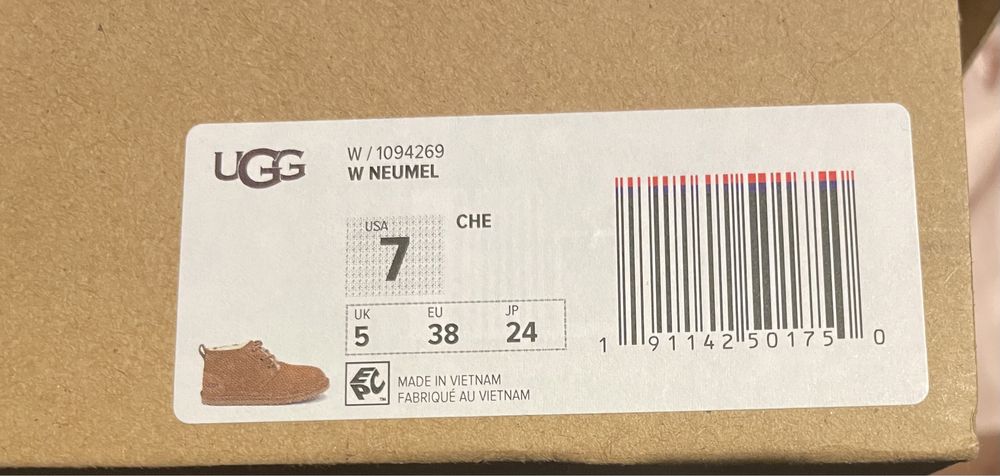 UGG
W / 1094269
W NEUMEL
USA
7
CHE
UK EU JP
5 38 24
EPC™
MADE IN VIETNAM
FABRIQUÉ AU VIETNAM
1 91142 50175 0